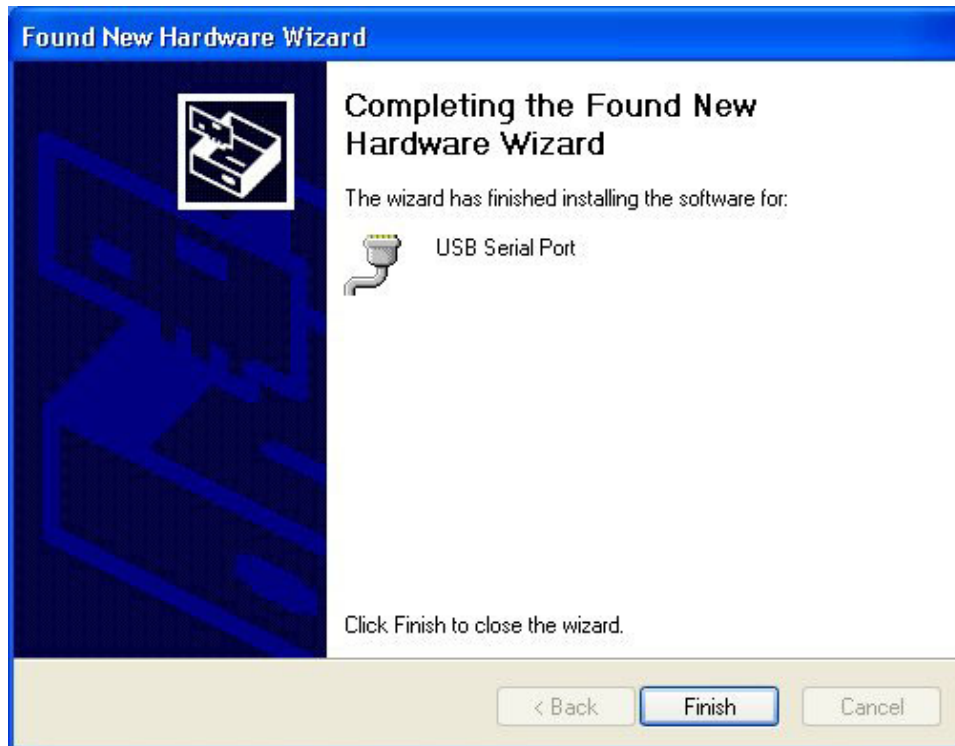 Found New Hardware Wizard
Completing the Found New
Hardware Wizard
The wizard has finished installing the software for:
USB Serial Port
Click Finish to close the wizard.
< Back
Finish
Cancel